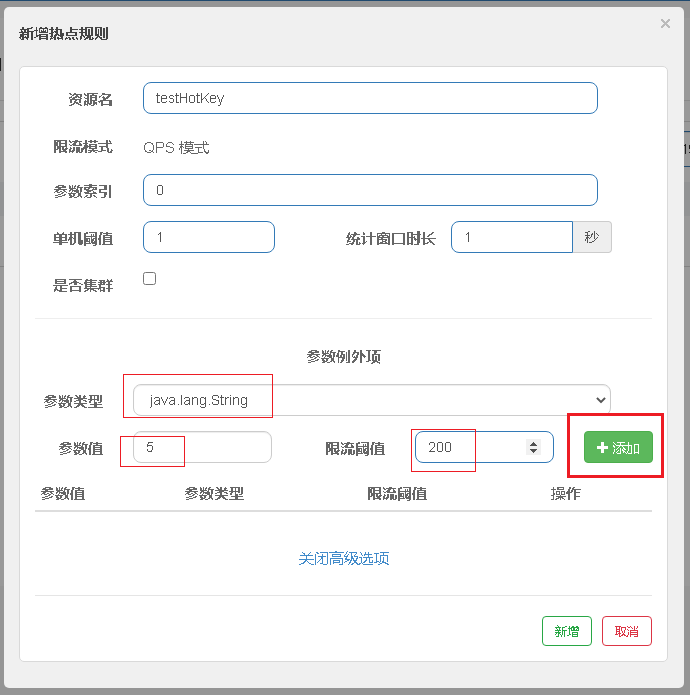 新增热点规则 ×
资源名 testHotKey
限流模式 QPS 模式
参数索引 0
单机阈值 1 统计窗口时长 1 秒
是否集群
参数例外项
参数类型 java.lang.String
参数值 5 限流阈值 200 添加
参数值 参数类型 限流阈值 操作
关闭高级选项
新增 取消